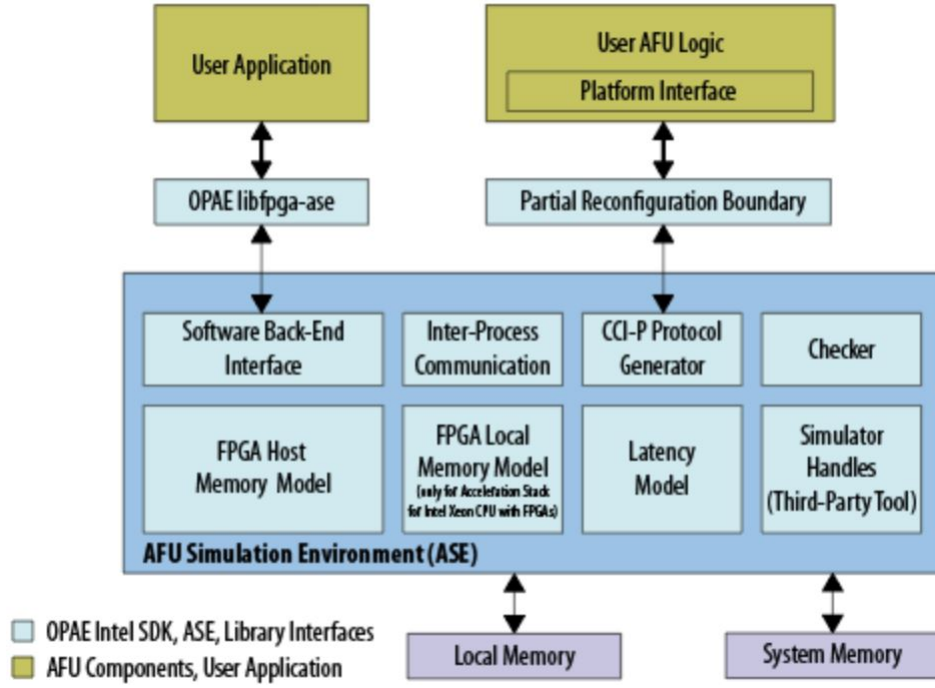 User Application
User AFU Logic
Platform Interface
OPAE libfpga-ase
Partial Reconfiguration Boundary
Software Back-End
Interface
Inter-Process
Communication
CCI-P Protocol
Generator
Checker
FPGA Host
Memory Model
FPGA Local
Memory Model
(only for Acceleration Stack
for Intel Xeon CPU with FPGAs)
Latency
Model
Simulator
Handles
(Third-Party Tool)
AFU Simulation Environment (ASE)
OPAE Intel SDK, ASE, Library Interfaces
AFU Components, User Application
Local Memory
System Memory